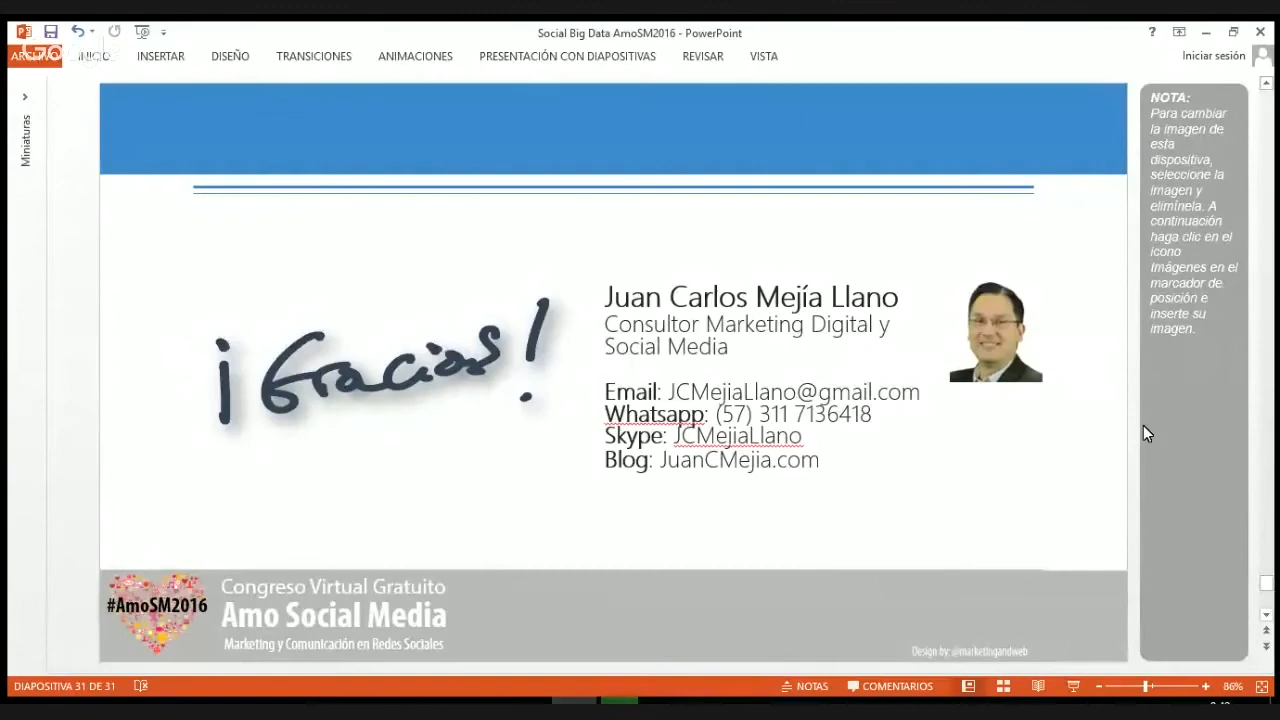 Social Big Data AmoSM2016 - PowerPoint
ARCHIVO INICIO INSERTAR DISEÑO TRANSICIONES ANIMACIONES PRESENTACIÓN CON DIAPOSITIVAS REVISAR VISTA
Iniciar sesión
Miniaturas
NOTA:
Para cambiar
la imagen de
esta
dispositiva,
seleccione la
imagen y
elimínela. A
continuación
haga clic en el
icono
Imágenes en el
marcador de
posición e
inserte su
imagen.
¡Gracias!
Juan Carlos Mejía Llano
Consultor Marketing Digital y
Social Media
Email: JCMejiaLlano@gmail.com
Whatsapp: (57) 311 7136418
Skype: JCMejiaLlano
Blog: JuanCMejia.com
#AmoSM2016
Congreso Virtual Gratuito
Amo Social Media
Marketing y Comunicación en Redes Sociales
Design by: @marketingandweb
DIAPOSITIVA 31 DE 31
NOTAS
COMENTARIOS
86%